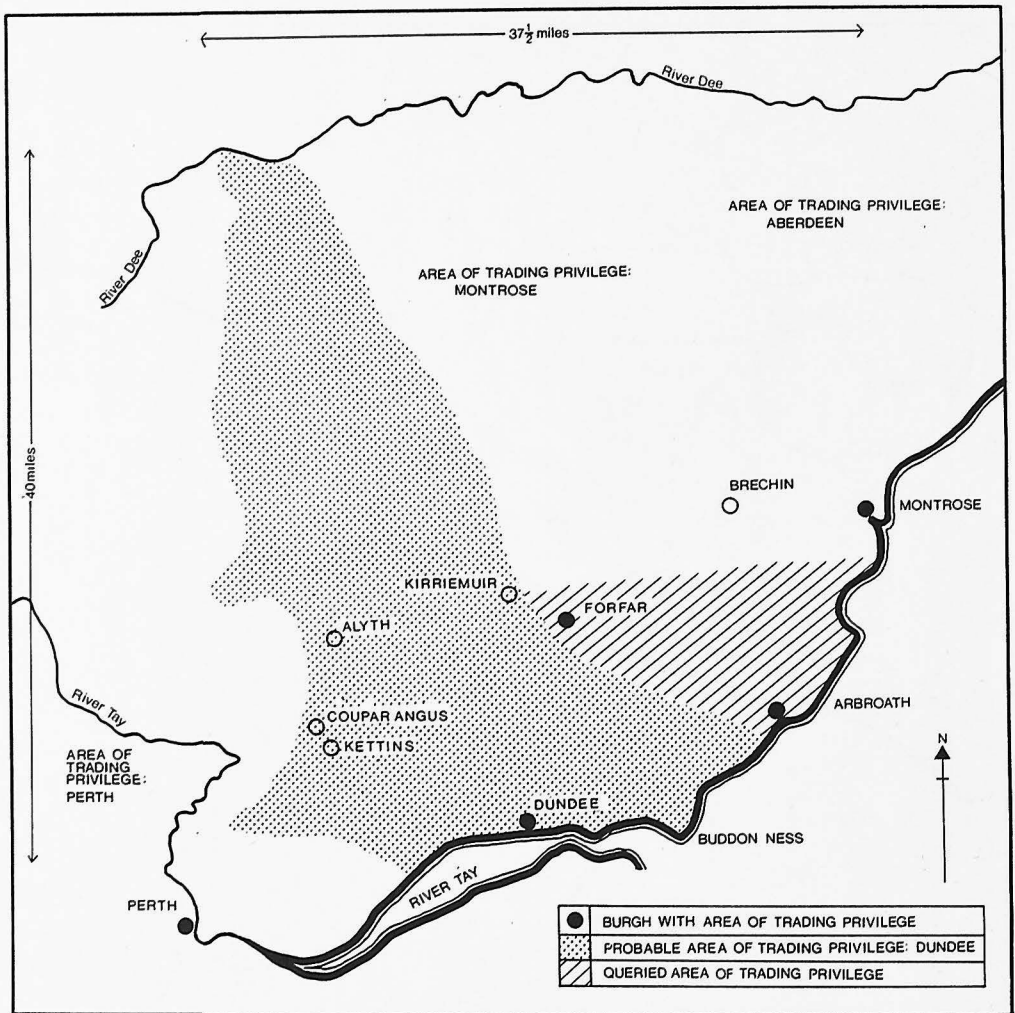 37½ miles
River Dee
River Dee
40 miles
AREA OF TRADING PRIVILEGE:
ABERDEEN
AREA OF TRADING PRIVILEGE:
MONTROSE
BRECHIN
MONTROSE
KIRRIEMUIR
FORFAR
ALYTH
River Tay
COUPAR ANGUS
KETTINS
ARBROATH
AREA OF
TRADING
PRIVILEGE:
PERTH
N
DUNDEE
BUDDON NESS
RIVER TAY
PERTH
BURGH WITH AREA OF TRADING PRIVILEGE
PROBABLE AREA OF TRADING PRIVILEGE: DUNDEE
QUERIED AREA OF TRADING PRIVILEGE